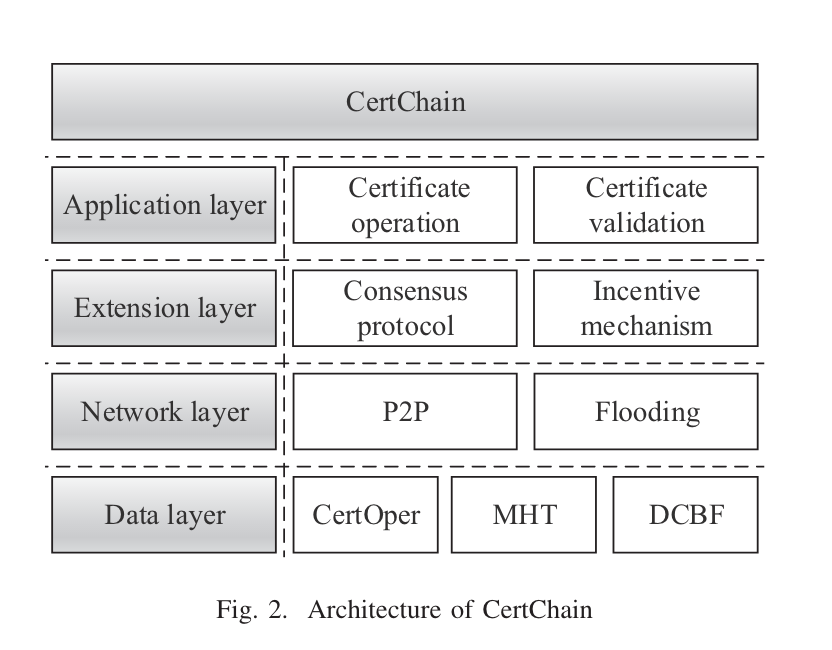 CertChain
Application layer
Certificate
operation
Certificate
validation
Extension layer
Consensus
protocol
Incentive
mechanism
Network layer
P2P
Flooding
Data layer
CertOper
MHT
DCBF
Fig. 2. Architecture of CertChain